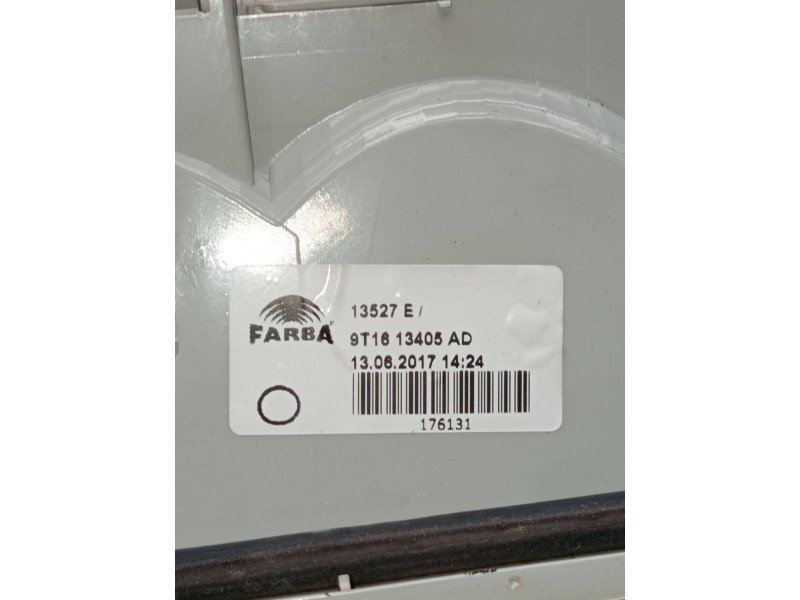 FARBA
13527 E /
9T16 13405 AD
13.06.2017 14:24
176131